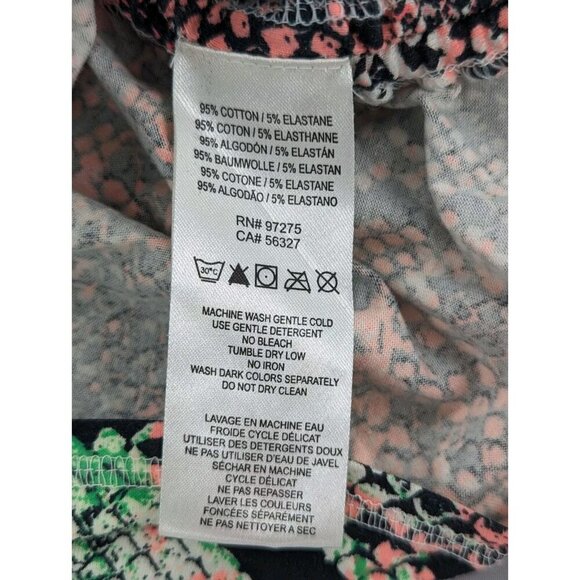 95% COTTON / 5% ELASTANE
95% COTON / 5% ELASTHANNE
95% ALGODÓN / 5% ELASTÁN
95% BAUMWOLLE / 5% ELASTAN
95% COTONE / 5% ELASTANE
95% ALGODÃO / 5% ELASTANO
RN# 97275
CA# 56327
30°C
MACHINE WASH GENTLE COLD
USE GENTLE DETERGENT
NO BLEACH
TUMBLE DRY LOW
NO IRON
WASH DARK COLORS SEPARATELY
DO NOT DRY CLEAN
LAVAGE EN MACHINE EAU
FROIDE CYCLE DÉLICAT
UTILISER DES DETERGENTS DOUX
NE PAS UTILISER D'EAU DE JAVEL
SÉCHAR EN MACHINE
CYCLE DÉLICAT
NE PAS REPASSER
LAVER LES COULEURS
FONCÉES SÉPARÉMENT
NE PAS NETTOYER A SEC